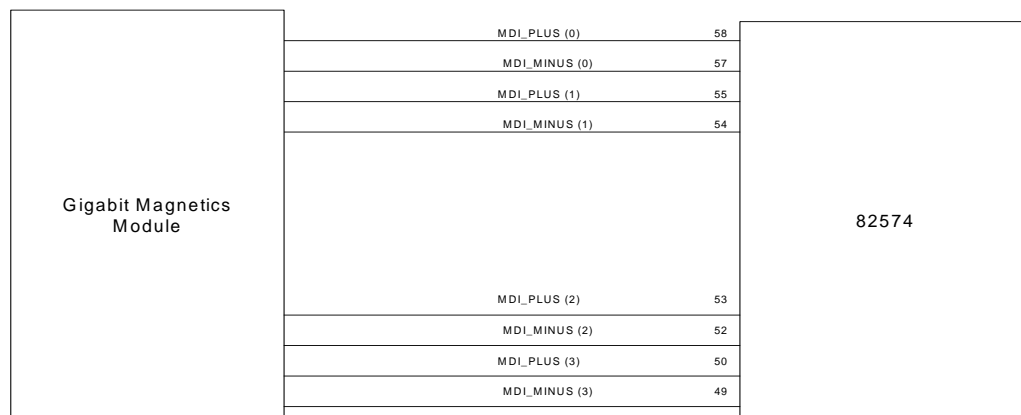 MDI_PLUS (0) 58
MDI_MINUS (0) 57
MDI_PLUS (1) 55
MDI_MINUS (1) 54
Gigabit Magnetics
Module
82574
MDI_PLUS (2) 53
MDI_MINUS (2) 52
MDI_PLUS (3) 50
MDI_MINUS (3) 49